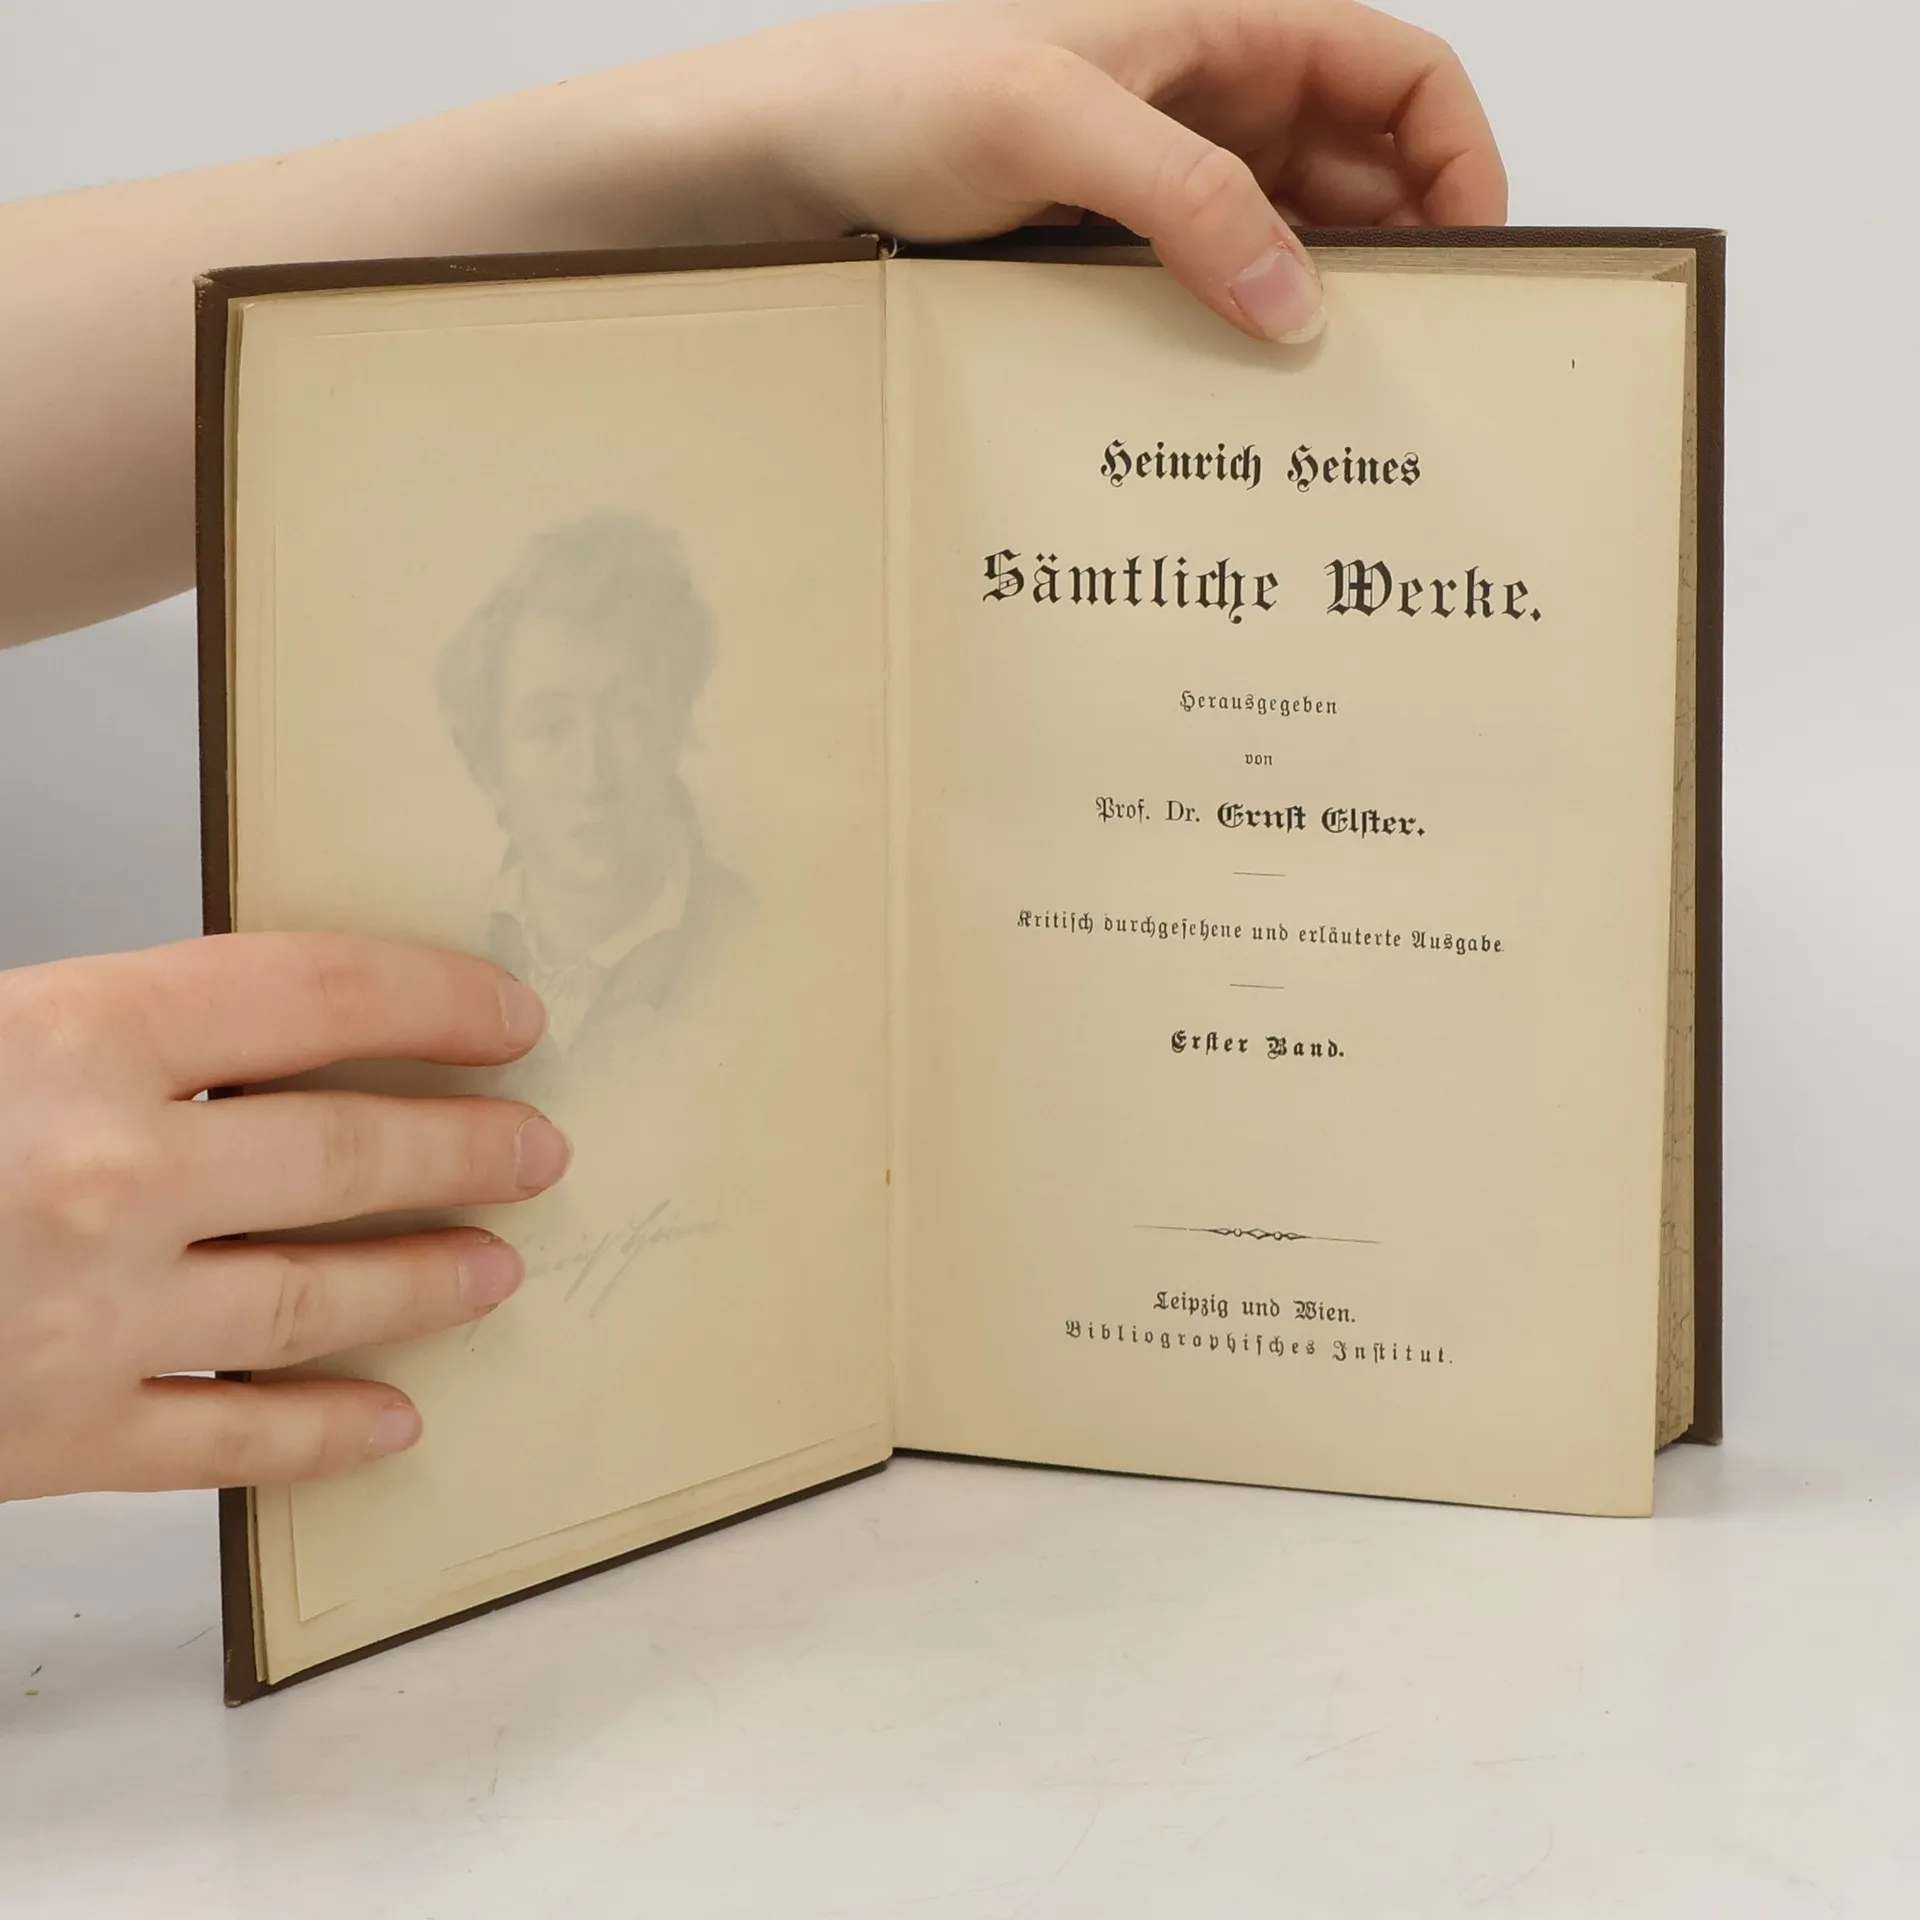 Heinrich Heines
Sämtliche Werke.
Herausgegeben
von
Prof. Dr. Ernst Elster.
Kritisch durchgesehene und erläuterte Ausgabe.
Erster Band.
Leipzig und Wien.
Bibliographisches Institut.